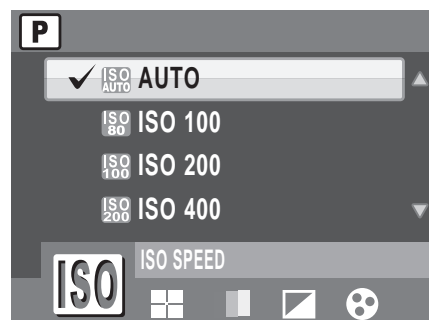 P
ISO AUTO AUTO
ISO 80 ISO 100
ISO 100 ISO 200
ISO 200 ISO 400
ISO SPEED
ISO